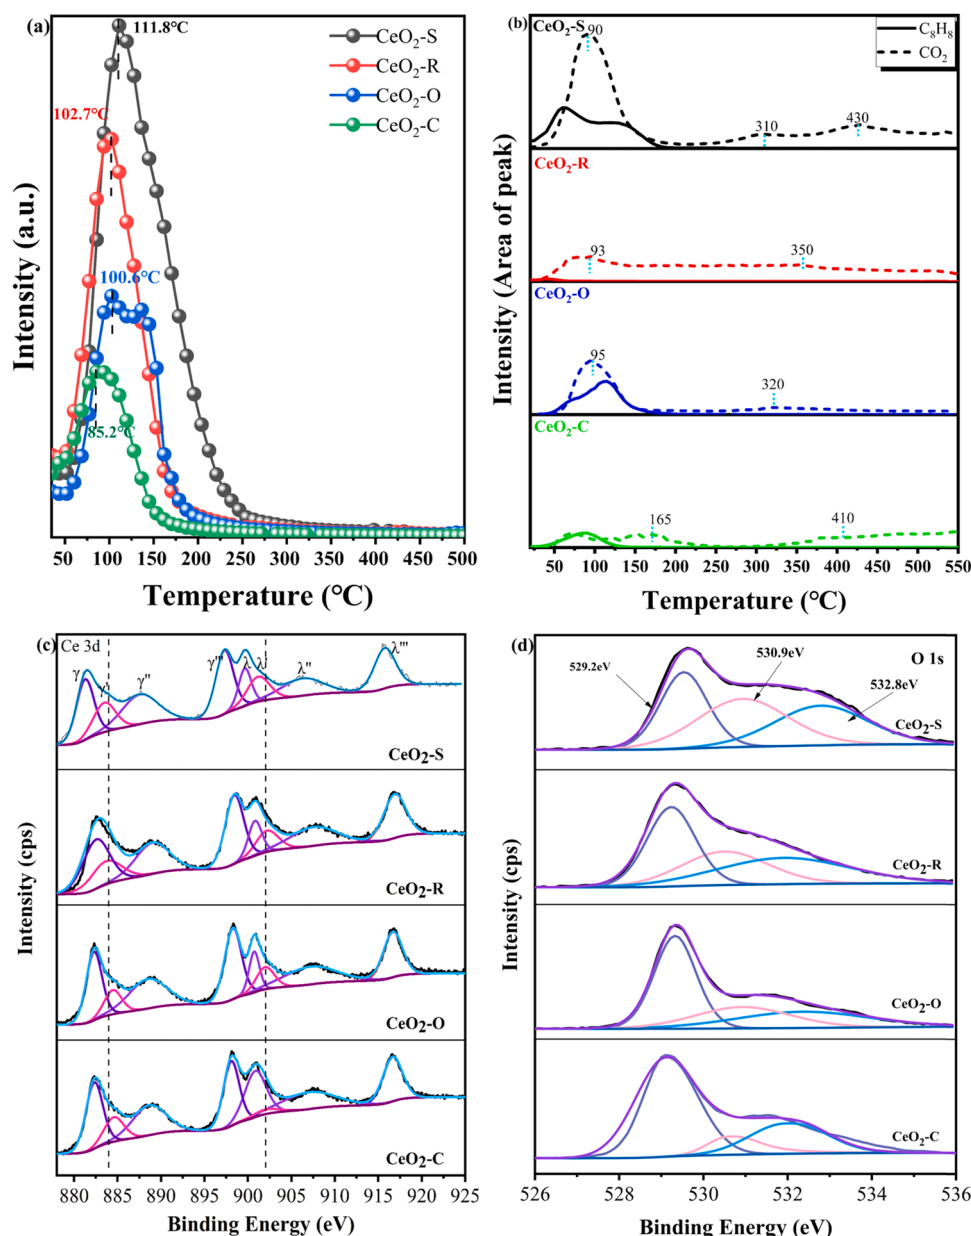 (a)
111.8°C
CeO₂-S
CeO₂-R
CeO₂-O
CeO₂-C
102.7°C
100.6°C
85.2°C
Intensity (a.u.)
50 100 150 200 250 300 350 400 450 500
Temperature (°C)
(b)
CeO₂-S
90
C₈H₈
CO₂
310
430
CeO₂-R
93
350
CeO₂-O
95
320
CeO₂-C
165
410
Intensity (Area of peak)
50 100 150 200 250 300 350 400 450 500 550
Temperature (°C)
(c)
Ce 3d
γ
γ''
γ'''
λ
λ'
λ''
λ'''
CeO₂-S
CeO₂-R
CeO₂-O
CeO₂-C
Intensity (cps)
880 885 890 895 900 905 910 915 920 925
Binding Energy (eV)
(d)
O 1s
529.2eV
530.9eV
532.8eV
CeO₂-S
CeO₂-R
CeO₂-O
CeO₂-C
Intensity (cps)
526 528 530 532 534 536
Binding Energy (eV)